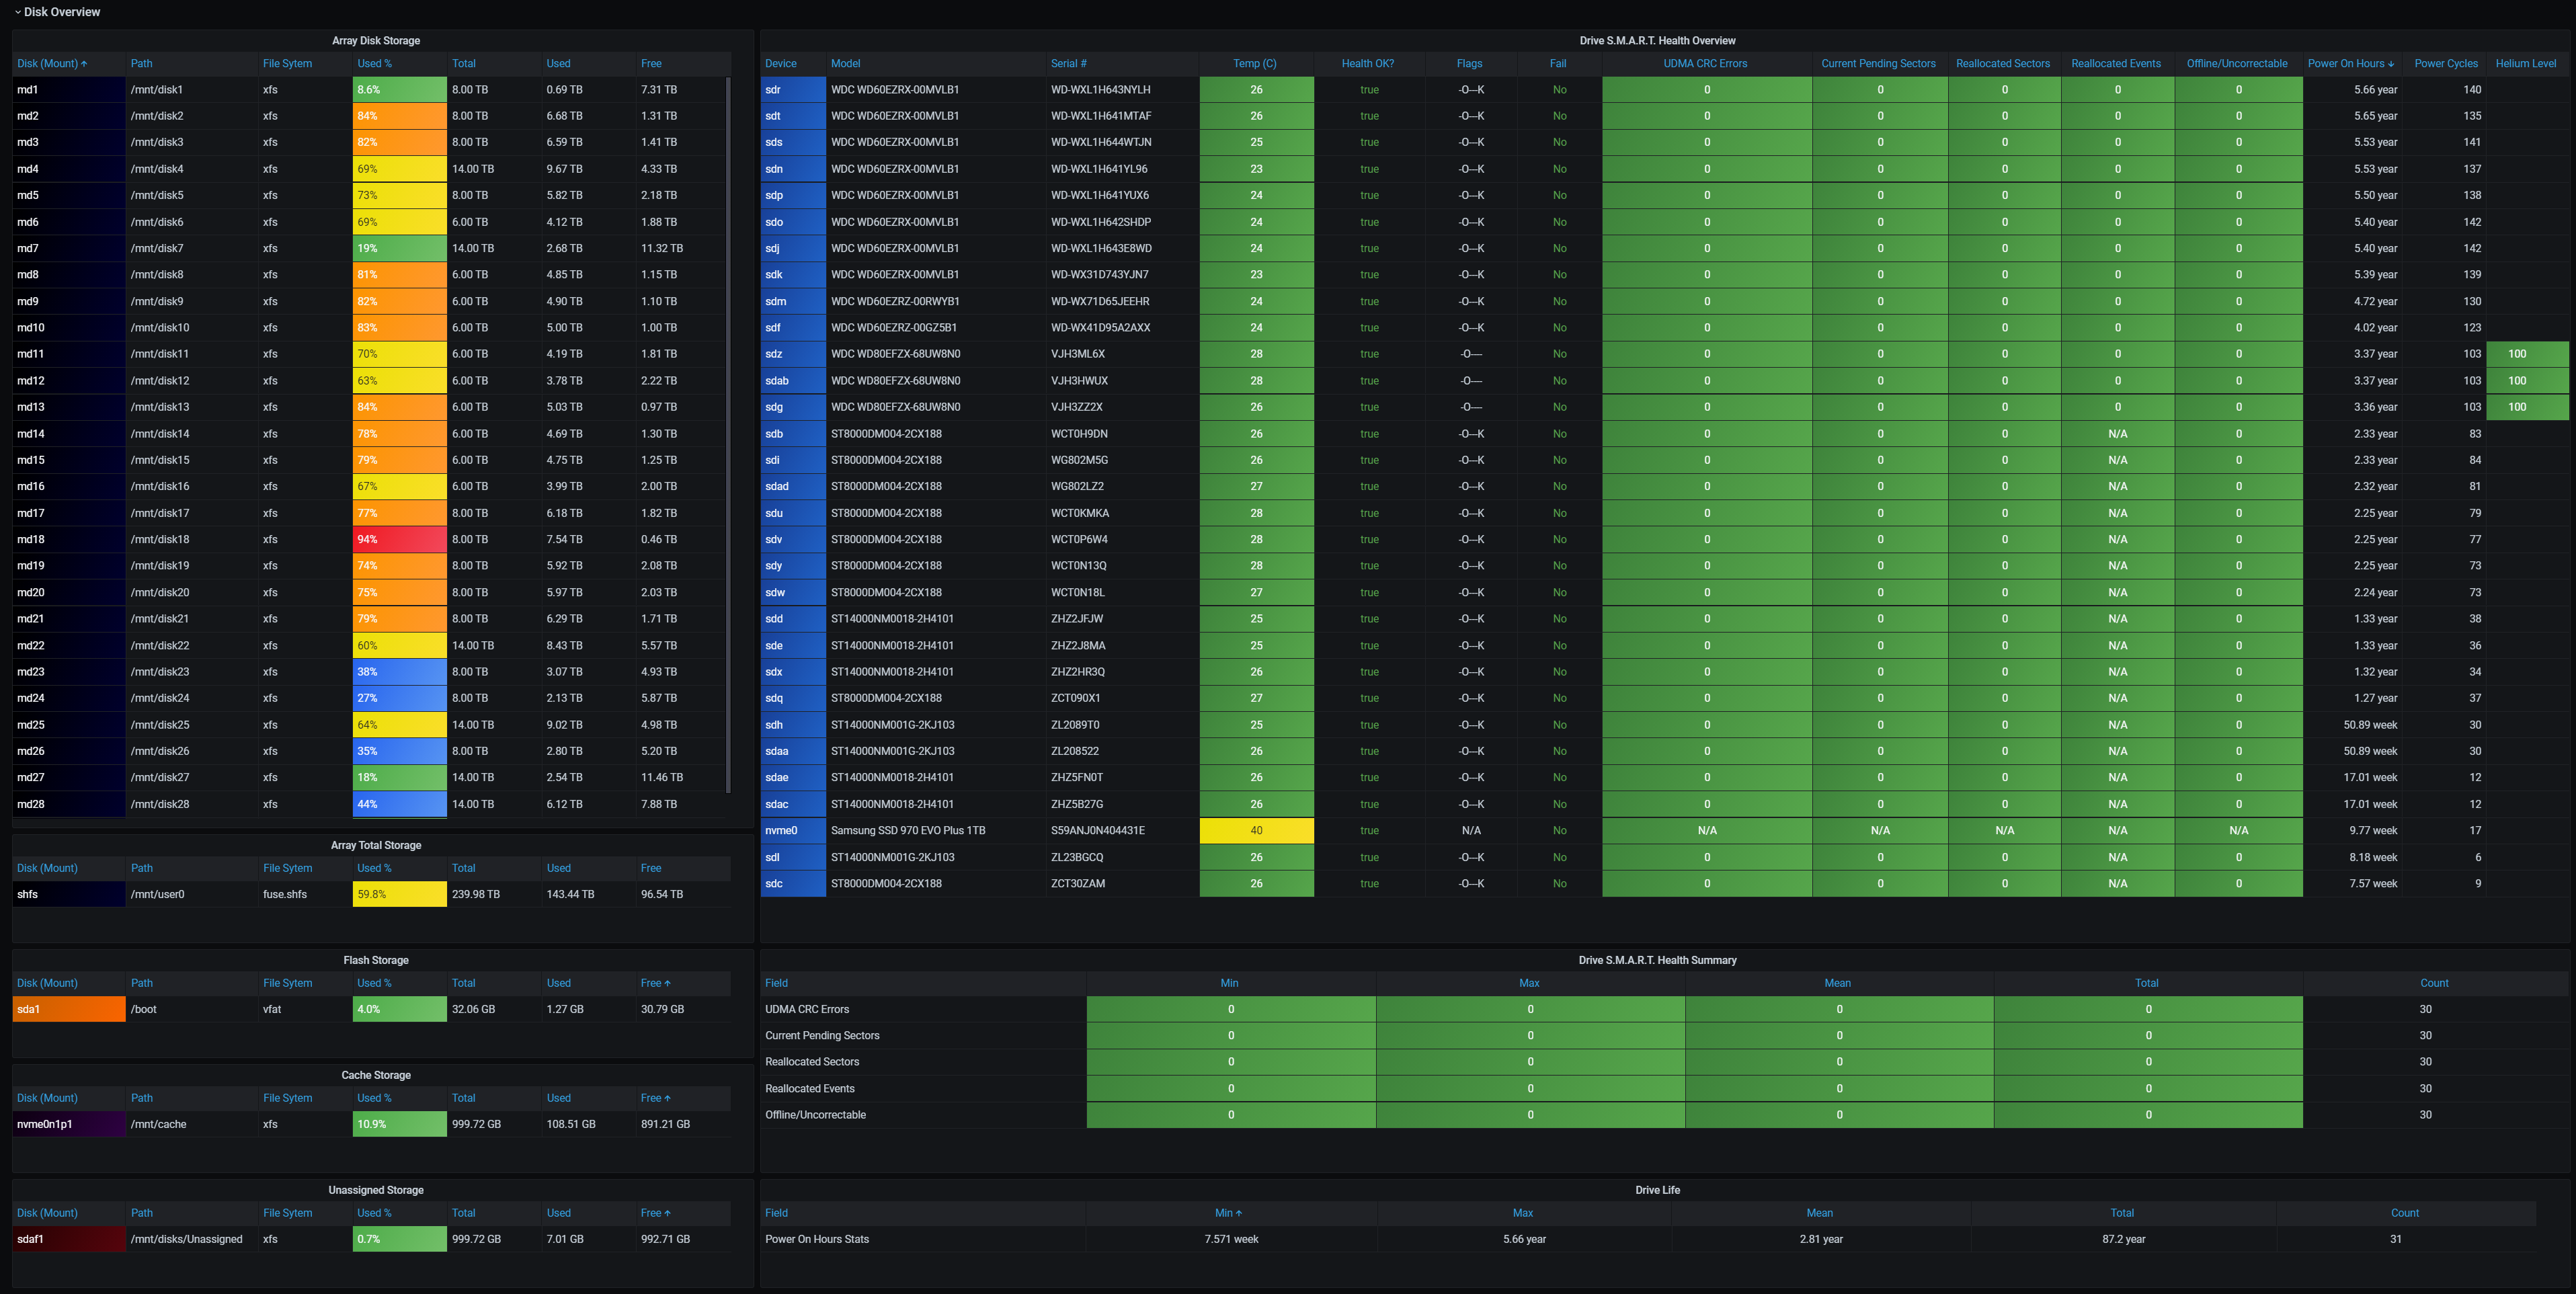 Disk Overview
Array Disk Storage
Disk (Mount) ↑ Path File Sytem Used % Total Used Free
md1 /mnt/disk1 xfs 8.6% 8.00 TB 0.69 TB 7.31 TB
md2 /mnt/disk2 xfs 84% 8.00 TB 6.68 TB 1.31 TB
md3 /mnt/disk3 xfs 82% 8.00 TB 6.59 TB 1.41 TB
md4 /mnt/disk4 xfs 69% 14.00 TB 9.67 TB 4.33 TB
md5 /mnt/disk5 xfs 73% 8.00 TB 5.82 TB 2.18 TB
md6 /mnt/disk6 xfs 69% 6.00 TB 4.12 TB 1.88 TB
md7 /mnt/disk7 xfs 19% 14.00 TB 2.68 TB 11.32 TB
md8 /mnt/disk8 xfs 81% 6.00 TB 4.85 TB 1.15 TB
md9 /mnt/disk9 xfs 82% 6.00 TB 4.90 TB 1.10 TB
md10 /mnt/disk10 xfs 83% 6.00 TB 5.00 TB 1.00 TB
md11 /mnt/disk11 xfs 70% 6.00 TB 4.19 TB 1.81 TB
md12 /mnt/disk12 xfs 63% 6.00 TB 3.78 TB 2.22 TB
md13 /mnt/disk13 xfs 84% 6.00 TB 5.03 TB 0.97 TB
md14 /mnt/disk14 xfs 78% 6.00 TB 4.69 TB 1.30 TB
md15 /mnt/disk15 xfs 79% 6.00 TB 4.75 TB 1.25 TB
md16 /mnt/disk16 xfs 67% 6.00 TB 3.99 TB 2.00 TB
md17 /mnt/disk17 xfs 77% 8.00 TB 6.18 TB 1.82 TB
md18 /mnt/disk18 xfs 94% 8.00 TB 7.54 TB 0.46 TB
md19 /mnt/disk19 xfs 74% 8.00 TB 5.92 TB 2.08 TB
md20 /mnt/disk20 xfs 75% 8.00 TB 5.97 TB 2.03 TB
md21 /mnt/disk21 xfs 79% 8.00 TB 6.29 TB 1.71 TB
md22 /mnt/disk22 xfs 60% 14.00 TB 8.43 TB 5.57 TB
md23 /mnt/disk23 xfs 38% 8.00 TB 3.07 TB 4.93 TB
md24 /mnt/disk24 xfs 27% 8.00 TB 2.13 TB 5.87 TB
md25 /mnt/disk25 xfs 64% 14.00 TB 9.02 TB 4.98 TB
md26 /mnt/disk26 xfs 35% 8.00 TB 2.80 TB 5.20 TB
md27 /mnt/disk27 xfs 18% 14.00 TB 2.54 TB 11.46 TB
md28 /mnt/disk28 xfs 44% 14.00 TB 6.12 TB 7.88 TB
Array Total Storage
Disk (Mount) Path File Sytem Used % Total Used Free
shfs /mnt/user0 fuse.shfs 59.8% 239.98 TB 143.44 TB 96.54 TB
Flash Storage
Disk (Mount) Path File Sytem Used % Total Used Free ↑
sda1 /boot vfat 4.0% 32.06 GB 1.27 GB 30.79 GB
Cache Storage
Disk (Mount) Path File Sytem Used % Total Used Free ↑
nvme0n1p1 /mnt/cache xfs 10.9% 999.72 GB 108.51 GB 891.21 GB
Unassigned Storage
Disk (Mount) Path File Sytem Used % Total Used Free ↑
sdaf1 /mnt/disks/Unassigned xfs 0.7% 999.72 GB 7.01 GB 992.71 GB
Drive S.M.A.R.T. Health Overview
Device Model Serial # Temp (C) Health OK? Flags Fail UDMA CRC Errors Current Pending Sectors Reallocated Sectors Reallocated Events Offline/Uncorrectable Power On Hours ↓ Power Cycles Helium Level
sdr WDC WD60EZRX-00MVLB1 WD-WXL1H643NYLH 26 true -O---K No 0 0 0 0 0 5.66 year 140
sdt WDC WD60EZRX-00MVLB1 WD-WXL1H641MTAF 26 true -O---K No 0 0 0 0 0 5.65 year 135
sds WDC WD60EZRX-00MVLB1 WD-WXL1H644WTJN 25 true -O---K No 0 0 0 0 0 5.53 year 141
sdn WDC WD60EZRX-00MVLB1 WD-WXL1H641YL96 23 true -O---K No 0 0 0 0 0 5.53 year 137
sdp WDC WD60EZRX-00MVLB1 WD-WXL1H641YUX6 24 true -O---K No 0 0 0 0 0 5.50 year 138
sdo WDC WD60EZRX-00MVLB1 WD-WXL1H642SHDP 24 true -O---K No 0 0 0 0 0 5.40 year 142
sdj WDC WD60EZRX-00MVLB1 WD-WXL1H643E8WD 24 true -O---K No 0 0 0 0 0 5.40 year 142
sdk WDC WD60EZRX-00MVLB1 WD-WX31D743YJN7 23 true -O---K No 0 0 0 0 0 5.39 year 139
sdm WDC WD60EZRZ-00RWYB1 WD-WX71D65JEEHR 24 true -O---K No 0 0 0 0 0 4.72 year 130
sdf WDC WD60EZRZ-00GZ5B1 WD-WX41D95A2AXX 24 true -O---K No 0 0 0 0 0 4.02 year 123
sdz WDC WD80EFZX-68UW8N0 VJH3ML6X 28 true -O---- No 0 0 0 0 0 3.37 year 103 100
sdab WDC WD80EFZX-68UW8N0 VJH3HWUX 28 true -O---- No 0 0 0 0 0 3.37 year 103 100
sdg WDC WD80EFZX-68UW8N0 VJH3ZZ2X 26 true -O---- No 0 0 0 0 0 3.36 year 103 100
sdb ST8000DM004-2CX188 WCT0H9DN 26 true -O---K No 0 0 0 N/A 0 2.33 year 83
sdi ST8000DM004-2CX188 WG802M5G 26 true -O---K No 0 0 0 N/A 0 2.33 year 84
sdad ST8000DM004-2CX188 WG802LZ2 27 true -O---K No 0 0 0 N/A 0 2.32 year 81
sdu ST8000DM004-2CX188 WCT0KMKA 28 true -O---K No 0 0 0 N/A 0 2.25 year 79
sdv ST8000DM004-2CX188 WCT0P6W4 28 true -O---K No 0 0 0 N/A 0 2.25 year 77
sdy ST8000DM004-2CX188 WCT0N13Q 28 true -O---K No 0 0 0 N/A 0 2.25 year 73
sdw ST8000DM004-2CX188 WCT0N18L 27 true -O---K No 0 0 0 N/A 0 2.24 year 73
sdd ST14000NM0018-2H4101 ZHZ2JFJW 25 true -O---K No 0 0 0 N/A 0 1.33 year 38
sde ST14000NM0018-2H4101 ZHZ2J8MA 25 true -O---K No 0 0 0 N/A 0 1.33 year 36
sdx ST14000NM0018-2H4101 ZHZ2HR3Q 26 true -O---K No 0 0 0 N/A 0 1.32 year 34
sdq ST8000DM004-2CX188 ZCT090X1 27 true -O---K No 0 0 0 N/A 0 1.27 year 37
sdh ST14000NM001G-2KJ103 ZL2089T0 25 true -O---K No 0 0 0 N/A 0 50.89 week 30
sdaa ST14000NM001G-2KJ103 ZL208522 26 true -O---K No 0 0 0 N/A 0 50.89 week 30
sdae ST14000NM0018-2H4101 ZHZ5FN0T 26 true -O---K No 0 0 0 N/A 0 17.01 week 12
sdac ST14000NM0018-2H4101 ZHZ5B27G 26 true -O---K No 0 0 0 N/A 0 17.01 week 12
nvme0 Samsung SSD 970 EVO Plus 1TB S59ANJ0N404431E 40 true N/A No N/A N/A N/A N/A N/A 9.77 week 17
sdl ST14000NM001G-2KJ103 ZL23BGCQ 26 true -O---K No 0 0 0 N/A 0 8.18 week 6
sdc ST8000DM004-2CX188 ZCT30ZAM 26 true -O---K No 0 0 0 N/A 0 7.57 week 9
Drive S.M.A.R.T. Health Summary
Field Min Max Mean Total Count
UDMA CRC Errors 0 0 0 0 30
Current Pending Sectors 0 0 0 0 30
Reallocated Sectors 0 0 0 0 30
Reallocated Events 0 0 0 0 30
Offline/Uncorrectable 0 0 0 0 30
Drive Life
Field Min ↑ Max Mean Total Count
Power On Hours Stats 7.571 week 5.66 year 2.81 year 87.2 year 31